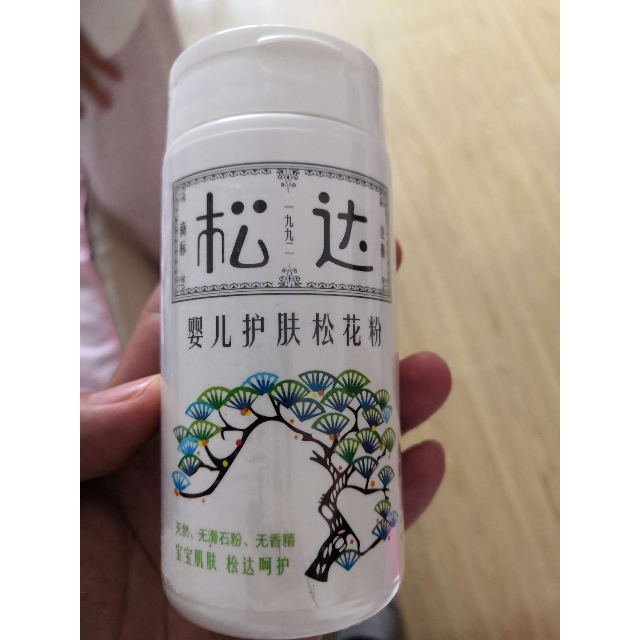 松达
一九九二
商标
婴儿护肤松花粉
天然、无滑石粉、无香精
宝宝肌肤 松达呵护